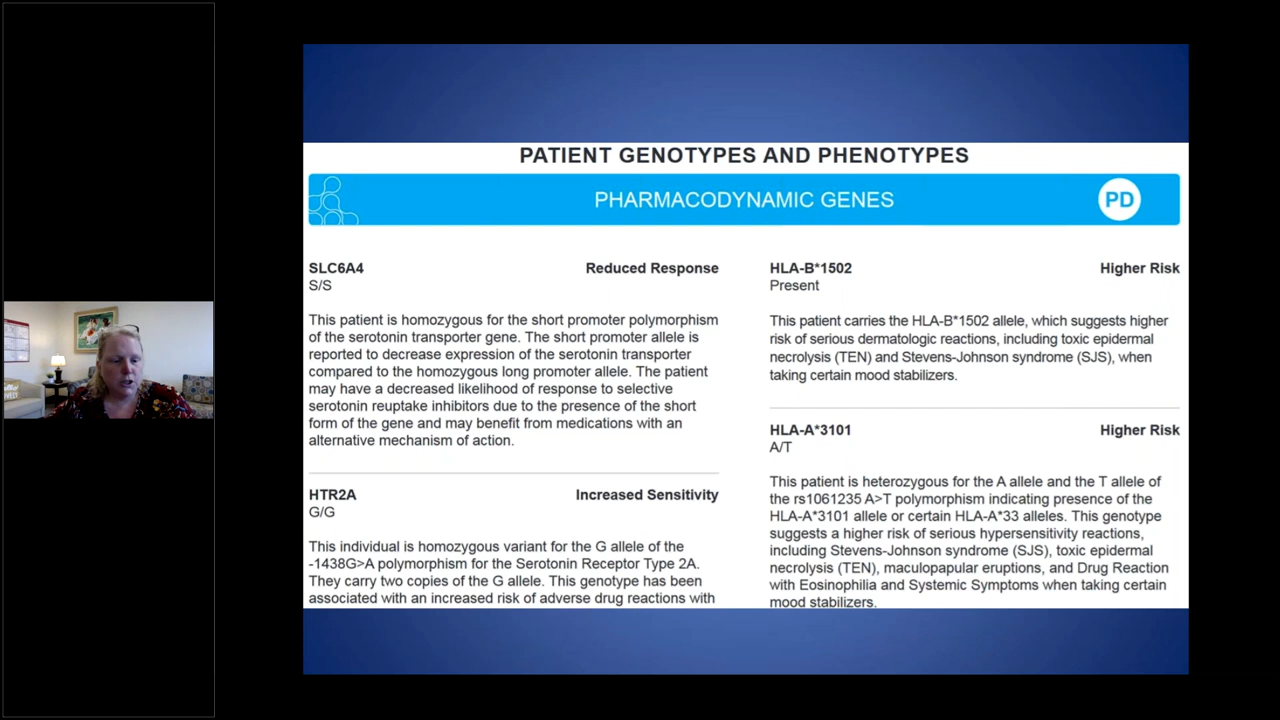 PATIENT GENOTYPES AND PHENOTYPES
PHARMACODYNAMIC GENES
PD
SLC6A4
Reduced Response
S/S
This patient is homozygous for the short promoter polymorphism
of the serotonin transporter gene. The short promoter allele is
reported to decrease expression of the serotonin transporter
compared to the homozygous long promoter allele. The patient
may have a decreased likelihood of response to selective
serotonin reuptake inhibitors due to the presence of the short
form of the gene and may benefit from medications with an
alternative mechanism of action.
HTR2A
Increased Sensitivity
G/G
This individual is homozygous variant for the G allele of the
-1438G>A polymorphism for the Serotonin Receptor Type 2A.
They carry two copies of the G allele. This genotype has been
associated with an increased risk of adverse drug reactions with
HLA-B*1502
Higher Risk
Present
This patient carries the HLA-B*1502 allele, which suggests higher
risk of serious dermatologic reactions, including toxic epidermal
necrolysis (TEN) and Stevens-Johnson syndrome (SJS), when
taking certain mood stabilizers.
HLA-A*3101
Higher Risk
A/T
This patient is heterozygous for the A allele and the T allele of
the rs1061235 A>T polymorphism indicating presence of the
HLA-A*3101 allele or certain HLA-A*33 alleles. This genotype
suggests a higher risk of serious hypersensitivity reactions,
including Stevens-Johnson syndrome (SJS), toxic epidermal
necrolysis (TEN), maculopapular eruptions, and Drug Reaction
with Eosinophilia and Systemic Symptoms when taking certain
mood stabilizers.